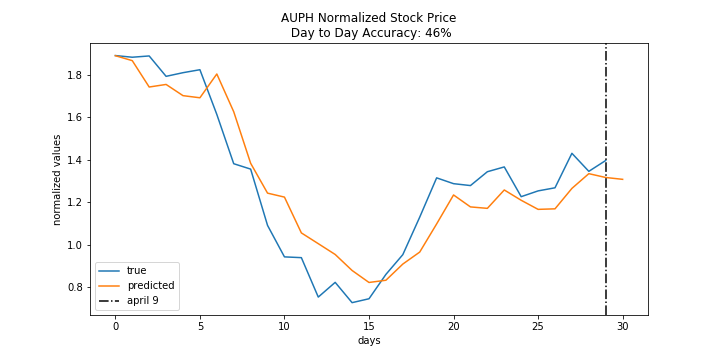 AUPH Normalized Stock Price
Day to Day Accuracy: 46%
normalized values
1.8
1.6
1.4
1.2
1.0
0.8
true
predicted
april 9
0 5 10 15 20 25 30
days